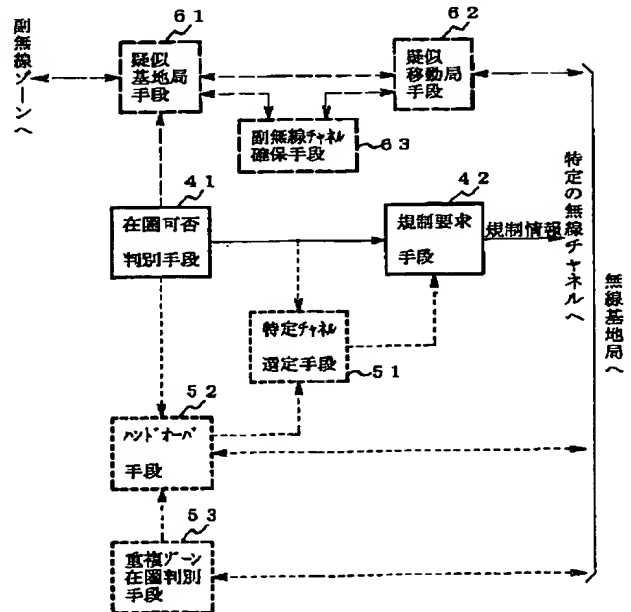 61
疑似
基地局
手段
62
疑似
移動局
手段
副無線ゾーンへ
副無線チャネル
確保手段
63
41
在圏可否
判別手段
42
規制要求
手段
規制情報
特定の無線チャネルへ
無線基地局へ
特定チャネル
選定手段
51
52
ハンドオーバ
手段
53
重複ゾーン
在圏判別
手段